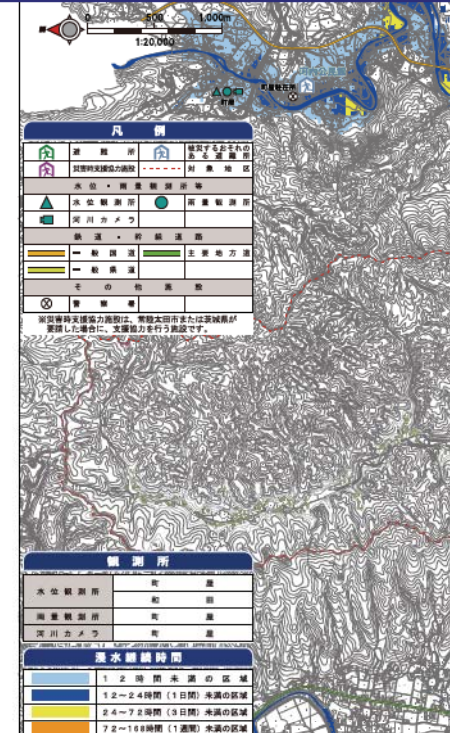 0 500 1,000m
1:20,000
河内公民館
町屋駐在所
町屋
凡例
避難所
被災するおそれのある避難所
災害時支援協力施設
対象地区
水位・雨量観測所等
水位観測所
雨量観測所
河川カメラ
鉄道・幹線道路
一般国道
主要地方道
一般県道
その他施設
警察署
※災害時支援協力施設は、常陸太田市または茨城県が
要請した場合に、支援協力を行う施設です。
観測所
水位観測所
町屋
和田
雨量観測所
町屋
河川カメラ
町屋
浸水継続時間
12時間未満の区域
12～24時間(1日間)未満の区域
24～72時間(3日間)未満の区域
72～168時間(1週間)未満の区域